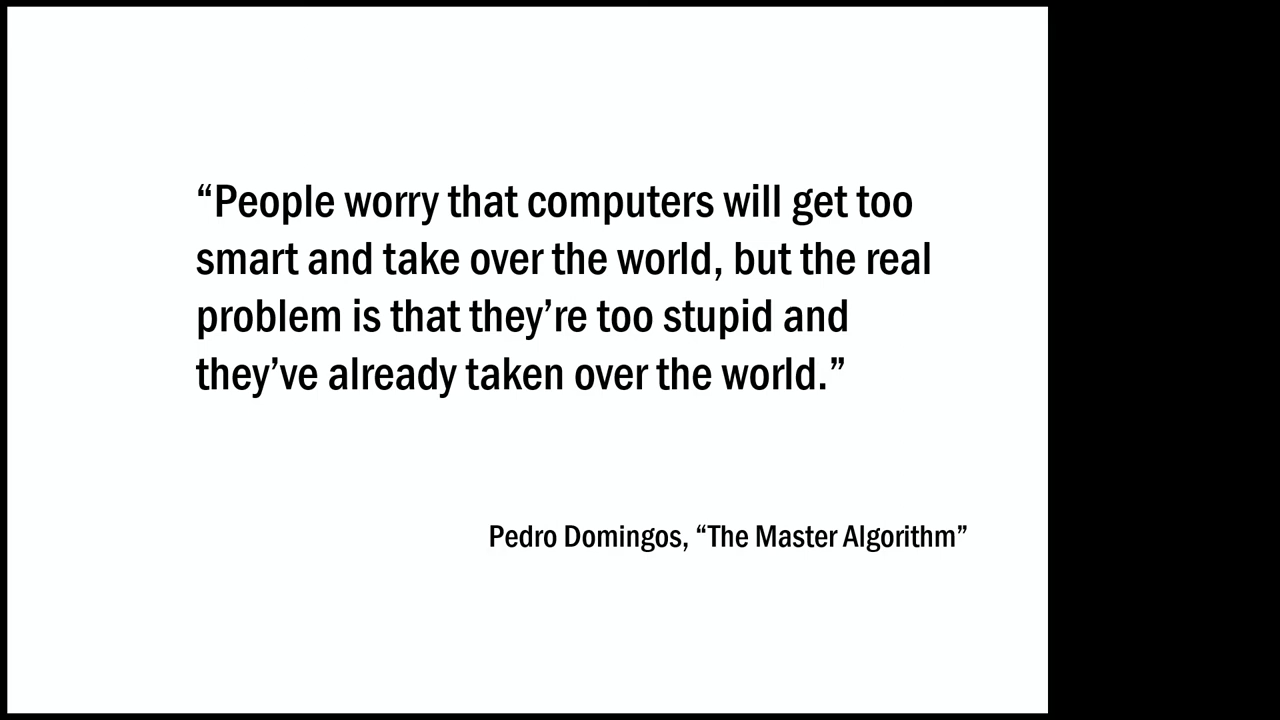 “People worry that computers will get too
smart and take over the world, but the real
problem is that they’re too stupid and
they’ve already taken over the world.”
Pedro Domingos, “The Master Algorithm”